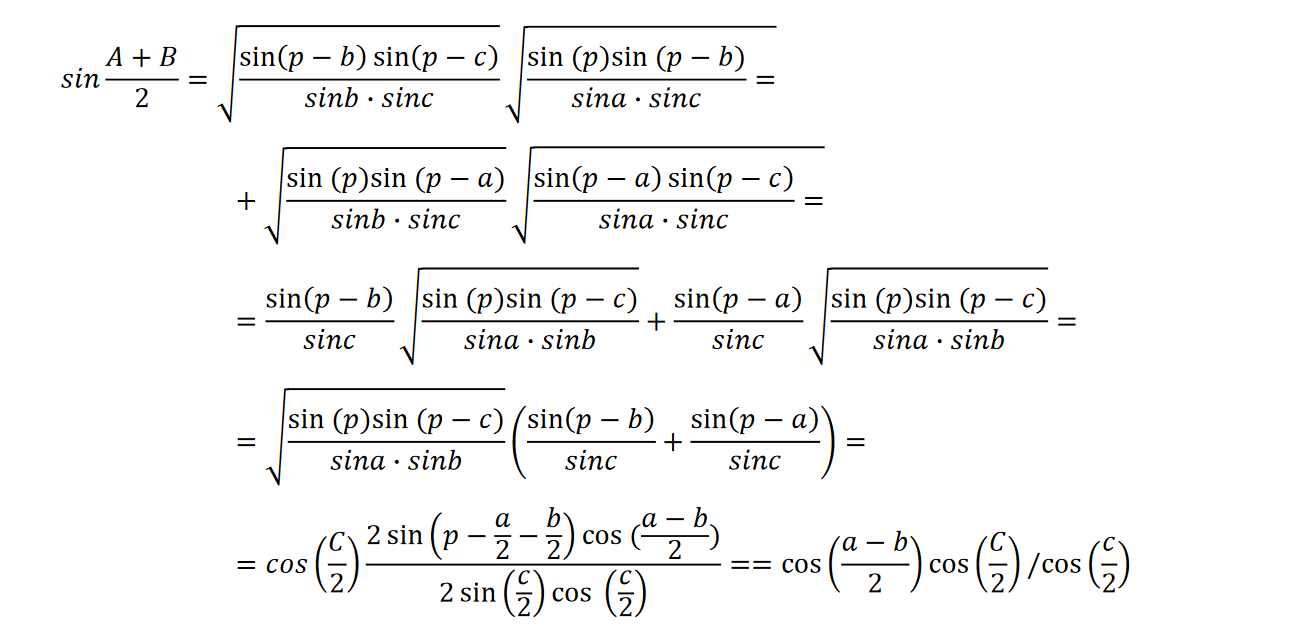 sin (A + B)/2 = √(sin(p − b) sin(p − c) / sinb · sinc) √(sin (p)sin (p − b) / sina · sinc) =
+ √(sin (p)sin (p − a) / sinb · sinc) √(sin(p − a) sin(p − c) / sina · sinc) =
= sin(p − b)/sinc √(sin (p)sin (p − c) / sina · sinb) + sin(p − a)/sinc √(sin (p)sin (p − c) / sina · sinb) =
= √(sin (p)sin (p − c) / sina · sinb) (sin(p − b)/sinc + sin(p − a)/sinc) =
= cos (C/2) 2 sin (p − a/2 − b/2) cos ((a − b)/2) / 2 sin (c/2) cos (c/2) == cos ((a − b)/2) cos (C/2) /cos (c/2)